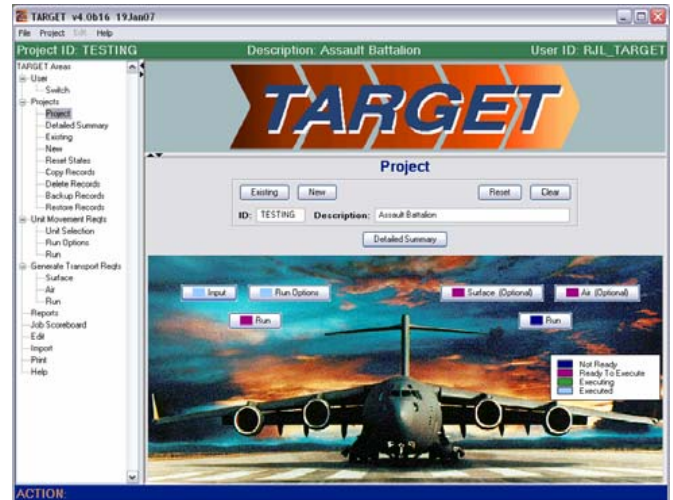 TARGET v4.0b16 19Jan07
File Project Edit Help
Project ID: TESTING Description: Assault Battalion User ID: RJL_TARGET
TARGET Areas
User
Switch
Projects
Project
Detailed Summary
Existing
New
Reset States
Copy Records
Delete Records
Backup Records
Restore Records
Unit Movement Reqts
Unit Selection
Run Options
Run
Generate Transport Reqts
Surface
Air
Run
Reports
Job Scoreboard
Edit
Import
Print
Help
TARGET
Project
Existing New Reset Clear
ID: TESTING Description: Assault Battalion
Detailed Summary
Input Run Options Surface (Optional) Air (Optional)
Run Run
Not Ready
Ready To Execute
Executing
Executed
ACTION: